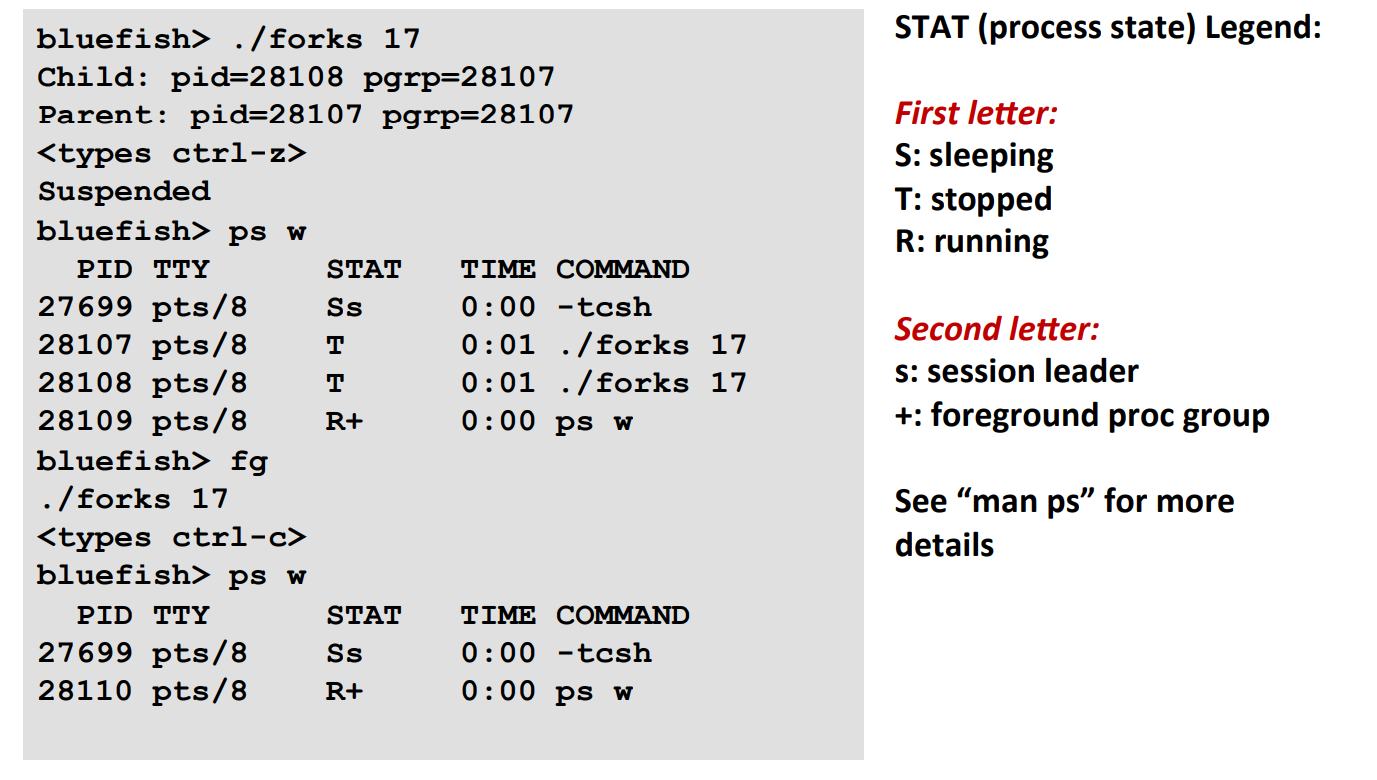 bluefish> ./forks 17
Child: pid=28108 pgrp=28107
Parent: pid=28107 pgrp=28107
<types ctrl-z>
Suspended
bluefish> ps w
  PID TTY      STAT   TIME COMMAND
27699 pts/8    Ss     0:00 -tcsh
28107 pts/8    T      0:01 ./forks 17
28108 pts/8    T      0:01 ./forks 17
28109 pts/8    R+     0:00 ps w
bluefish> fg
./forks 17
<types ctrl-c>
bluefish> ps w
  PID TTY      STAT   TIME COMMAND
27699 pts/8    Ss     0:00 -tcsh
28110 pts/8    R+     0:00 ps w
STAT (process state) Legend:
First letter:
S: sleeping
T: stopped
R: running
Second letter:
s: session leader
+: foreground proc group
See “man ps” for more
details